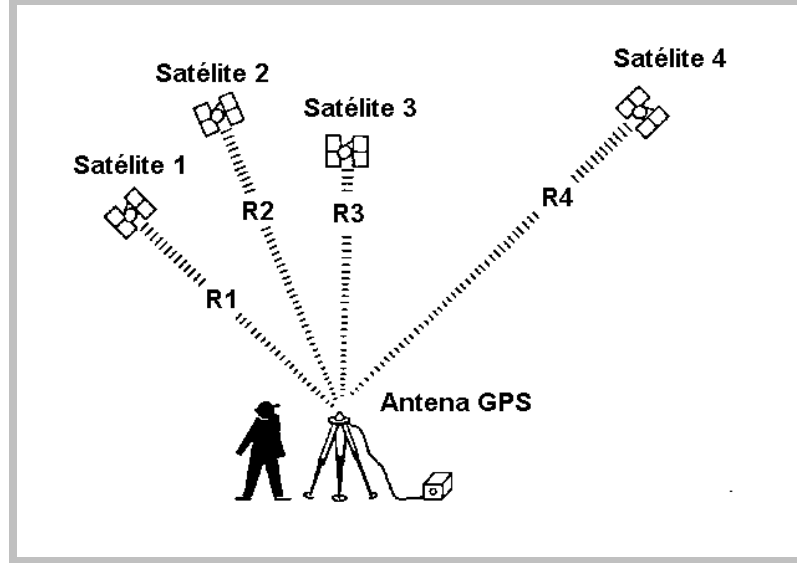 Satélite 4
Satélite 2
Satélite 3
Satélite 1
R4
R2
R3
R1
Antena GPS